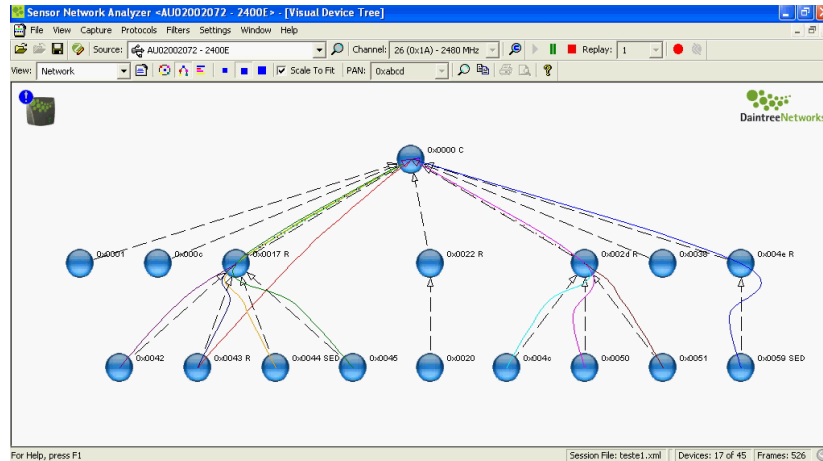 Sensor Network Analyzer <AU02002072 - 2400E> - [Visual Device Tree]
File View Capture Protocols Filters Settings Window Help
Source: AU02002072 - 2400E Channel: 26 (0x1A) - 2480 MHz Replay: 1
View: Network Scale To Fit PAN: 0xabcd
DaintreeNetworks
0x0000 C
0x0001 0x000c 0x0017 R 0x0022 R 0x002d R 0x0038 0x004e R
0x0042 0x0043 R 0x0044 SED 0x0045 0x0020 0x004c 0x0050 0x0051 0x0059 SED
For Help, press F1 Session File: teste1.xml Devices: 17 of 45 Frames: 526